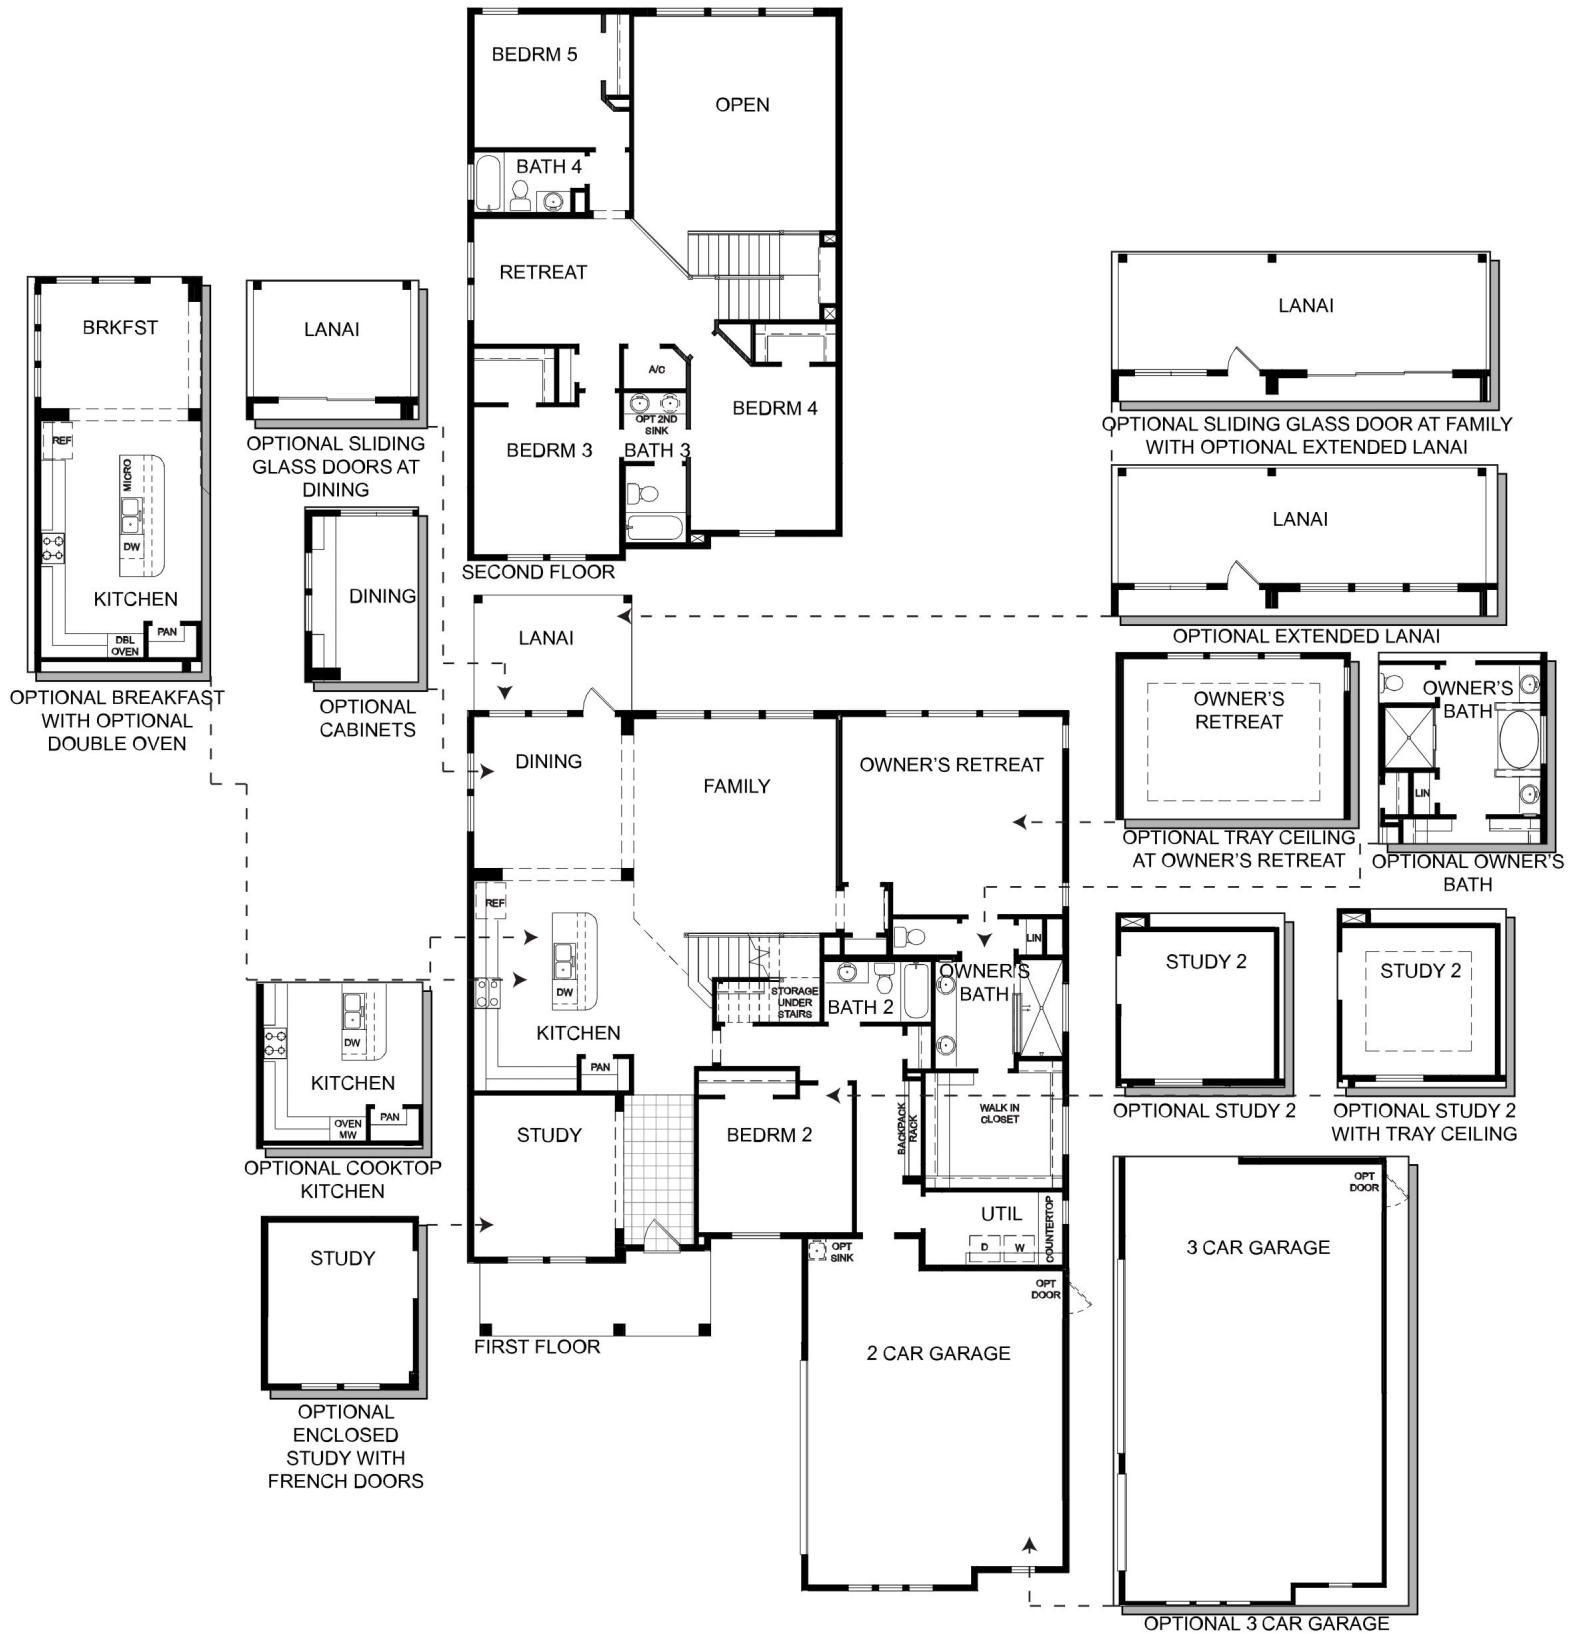 BEDRM 5
OPEN
BATH 4
RETREAT
A/C
BEDRM 4
OPT 2ND
SINK
BEDRM 3
BATH 3
SECOND FLOOR
BRKFST
REF
MICRO
DW
KITCHEN
DBL
OVEN
PAN
OPTIONAL BREAKFAST
WITH OPTIONAL
DOUBLE OVEN
LANAI
OPTIONAL SLIDING
GLASS DOORS AT
DINING
DINING
OPTIONAL
CABINETS
LANAI
OPTIONAL SLIDING GLASS DOOR AT FAMILY
WITH OPTIONAL EXTENDED LANAI
LANAI
OPTIONAL EXTENDED LANAI
OWNER'S
RETREAT
OPTIONAL TRAY CEILING
AT OWNER'S RETREAT
OWNER'S
BATH
LIN
OPTIONAL OWNER'S
BATH
LANAI
DINING
FAMILY
OWNER'S RETREAT
REF
DW
KITCHEN
PAN
STORAGE
UNDER
STAIRS
BATH 2
OWNER'S
BATH
LIN
WALK IN
CLOSET
BACKPACK
RACK
STUDY
BEDRM 2
UTIL
D
W
COUNTERTOP
OPT
SINK
OPT
DOOR
2 CAR GARAGE
FIRST FLOOR
DW
KITCHEN
OVEN
MW
PAN
OPTIONAL COOKTOP
KITCHEN
STUDY
OPTIONAL
ENCLOSED
STUDY WITH
FRENCH DOORS
STUDY 2
OPTIONAL STUDY 2
STUDY 2
OPTIONAL STUDY 2
WITH TRAY CEILING
OPT
DOOR
3 CAR GARAGE
OPTIONAL 3 CAR GARAGE